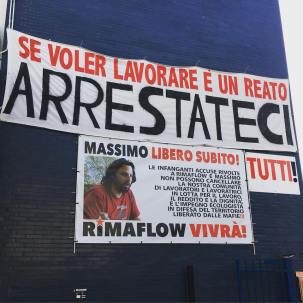 SE VOLER LAVORARE È UN REATO
ARRESTATECI
TUTTI!
MASSIMO LIBERO SUBITO!
LE INFANGANTI ACCUSE RIVOLTE
A RIMAFLOW E MASSIMO
NON POSSONO CANCELLARE
LA NOSTRA COMUNITÀ
DI LAVORATORI E LAVORATRICI
IN LOTTA PER IL LAVORO,
IL REDDITO E LA DIGNITÀ
E L'IMPEGNO ECOLOGISTA
IN DIFESA DEL TERRITORIO
LIBERATO DALLE MAFIE!!!
RIMAFLOW VIVRÀ!